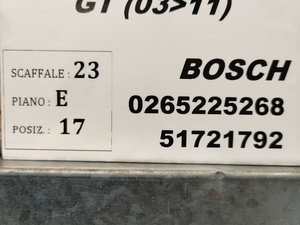 GT (03>11)
SCAFFALE : 23
PIANO : E
POSIZ. : 17
BOSCH
0265225268
51721792